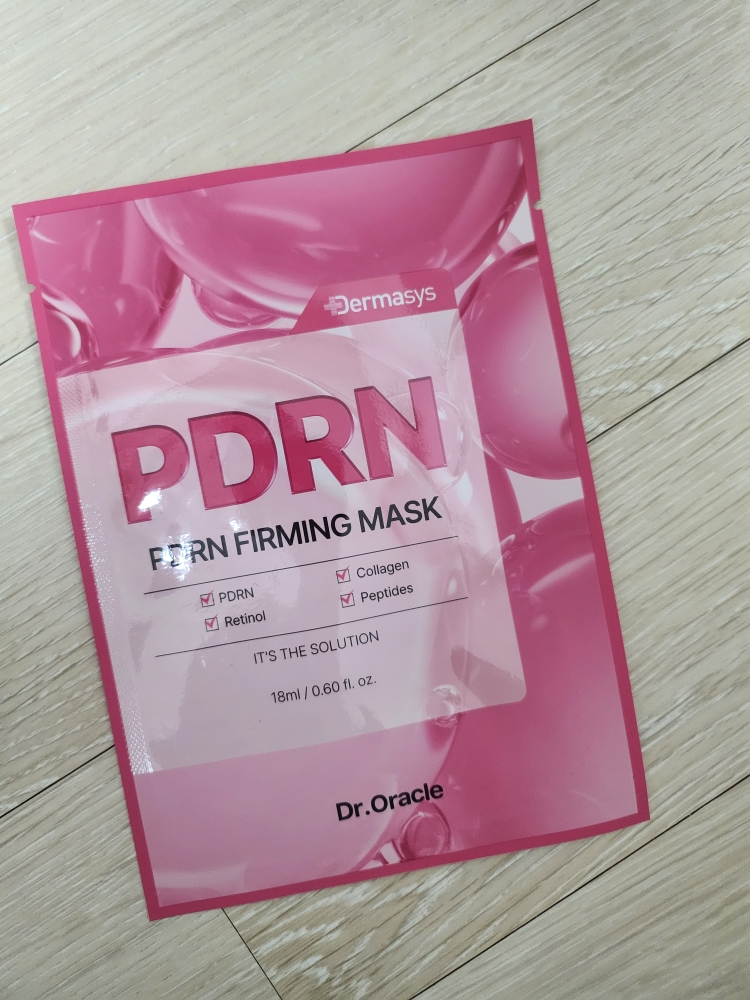 Dermasys
PDRN
PDRN FIRMING MASK
PDRN
Collagen
Retinol
Peptides
IT'S THE SOLUTION
18ml / 0.60 fl. oz.
Dr.Oracle